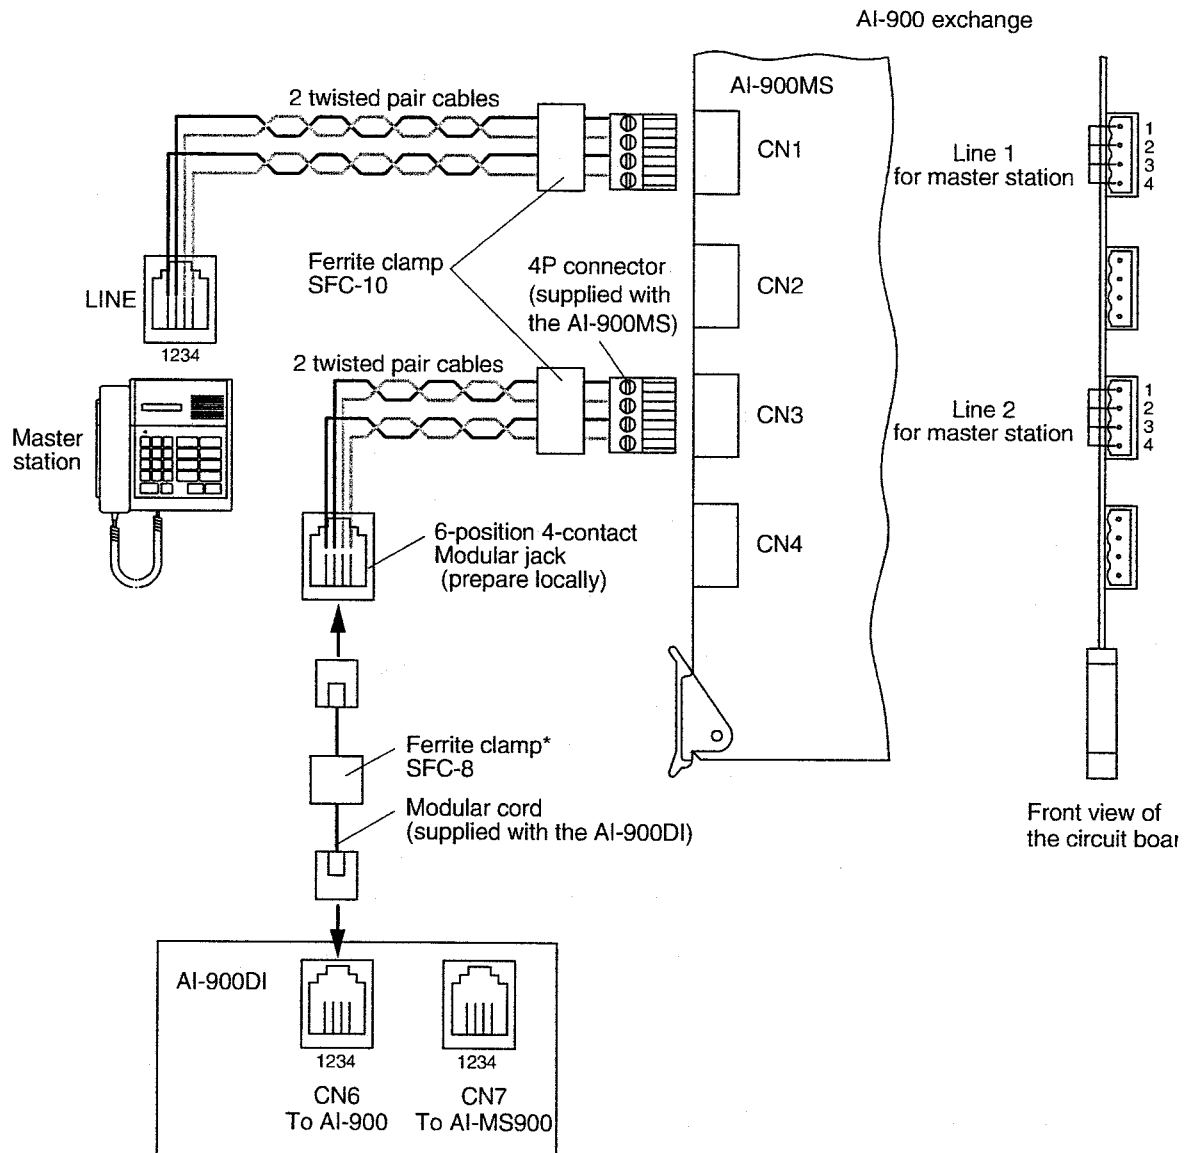 AI-900 exchange
AI-900MS
2 twisted pair cables
CN1
Line 1
for master station
1
2
3
4
Ferrite clamp
SFC-10
4P connector
(supplied with
the AI-900MS)
CN2
LINE
1234
2 twisted pair cables
CN3
Line 2
for master station
1
2
3
4
Master
station
6-position 4-contact
Modular jack
(prepare locally)
CN4
Ferrite clamp*
SFC-8
Modular cord
(supplied with the AI-900DI)
Front view of
the circuit boar
AI-900DI
1234
1234
CN6
To AI-900
CN7
To AI-MS900